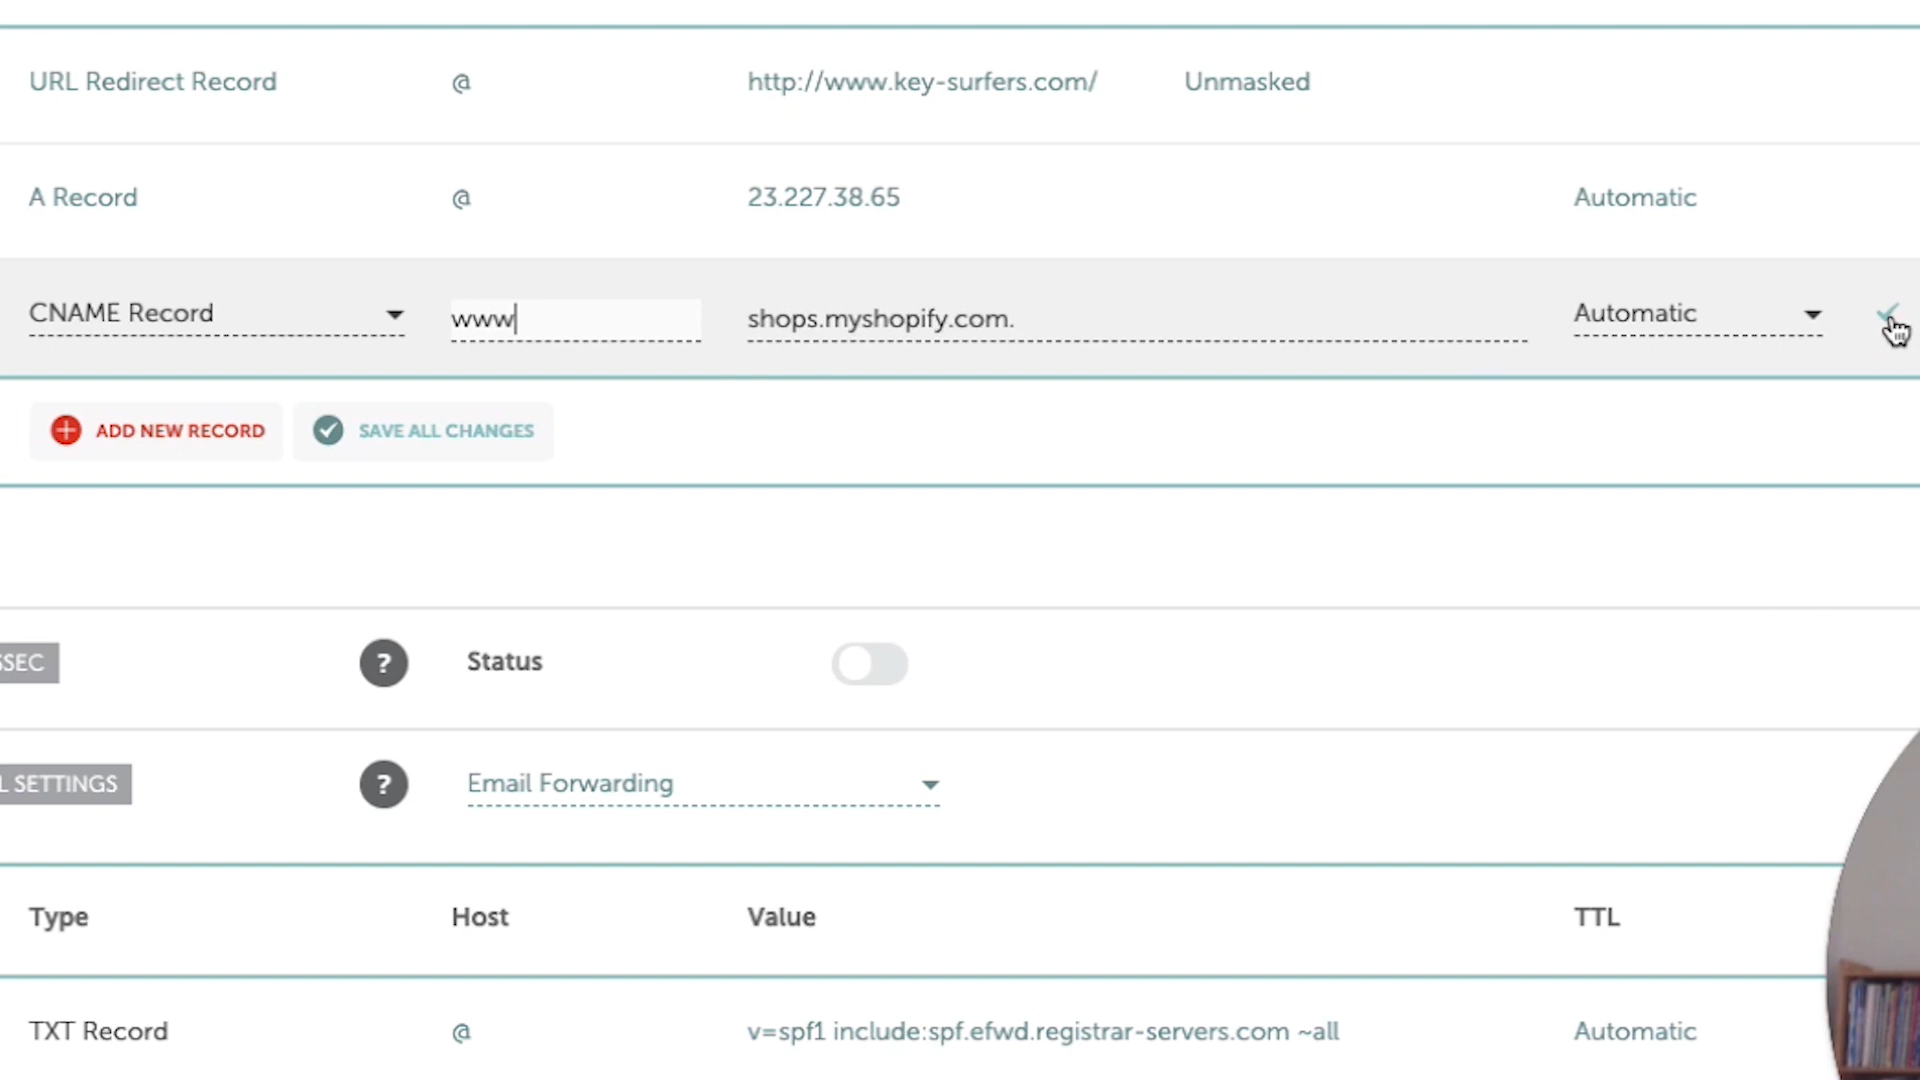 URL Redirect Record @ http://www.key-surfers.com/ Unmasked
A Record @ 23.227.38.65 Automatic
CNAME Record www shops.myshopify.com. Automatic
ADD NEW RECORD SAVE ALL CHANGES
SSEC ? Status
L SETTINGS ? Email Forwarding
Type Host Value TTL
TXT Record @ v=spf1 include:spf.efwd.registrar-servers.com ~all Automatic